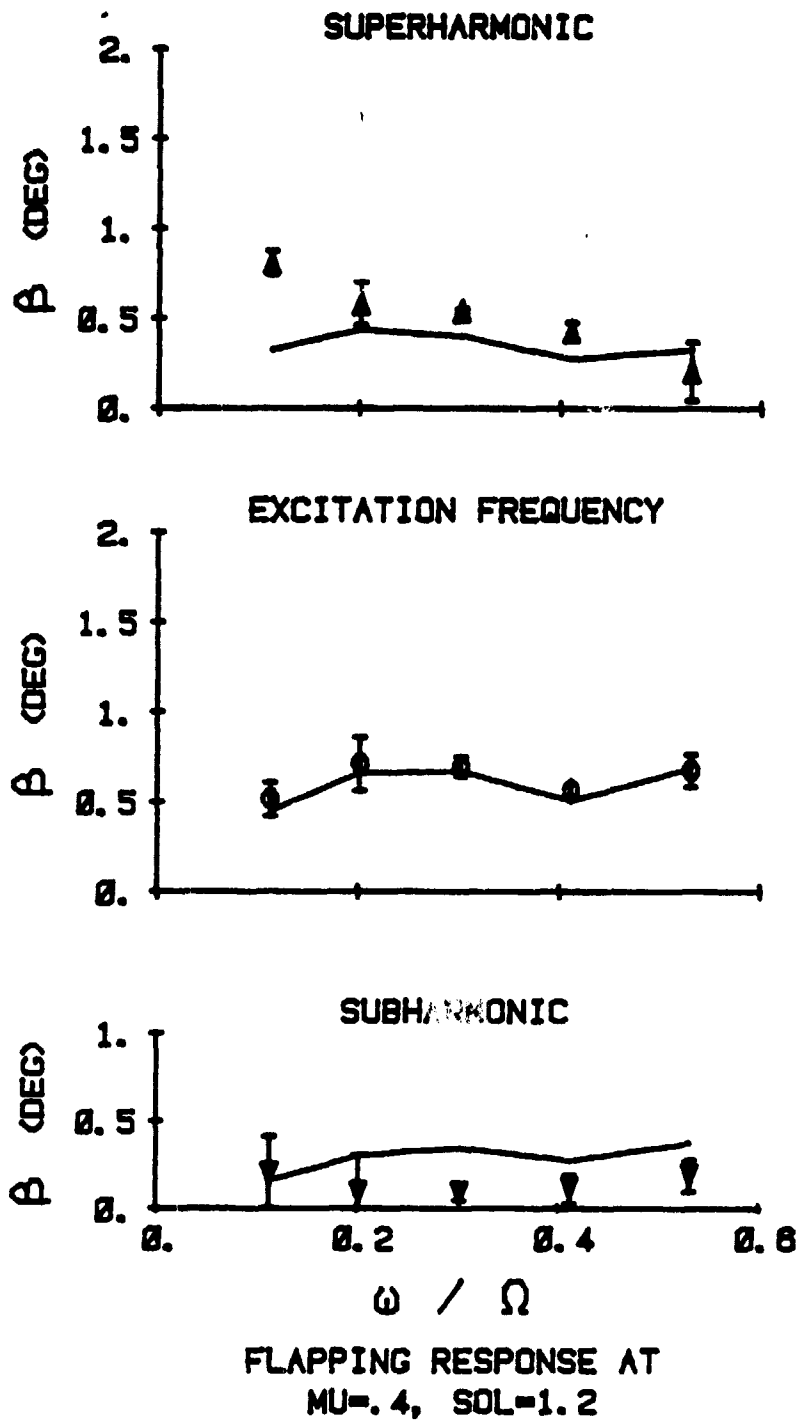 SUPERHARMONIC
2.
1.5
1.
0.5
0.
β (DEG)
EXCITATION FREQUENCY
2.
1.5
1.
0.5
0.
β (DEG)
SUBHARMONIC
1.
0.5
0.
β (DEG)
0. 0.2 0.4 0.6
ω / Ω
FLAPPING RESPONSE AT
MU=.4, SOL=1.2